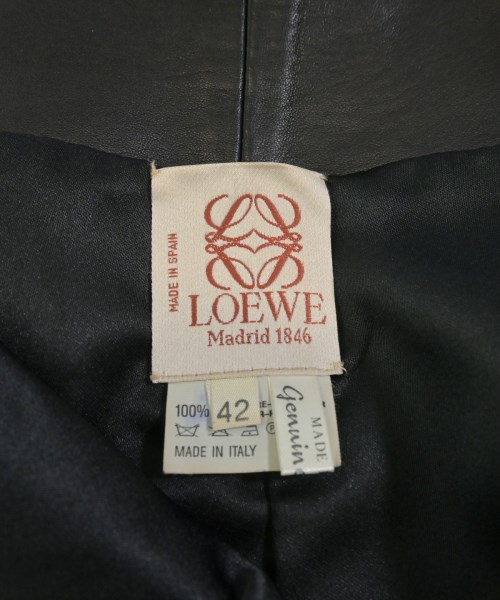 MADE IN SPAIN
LOEWE
Madrid 1846
100%
42
MADE IN ITALY
MADE
Genuine